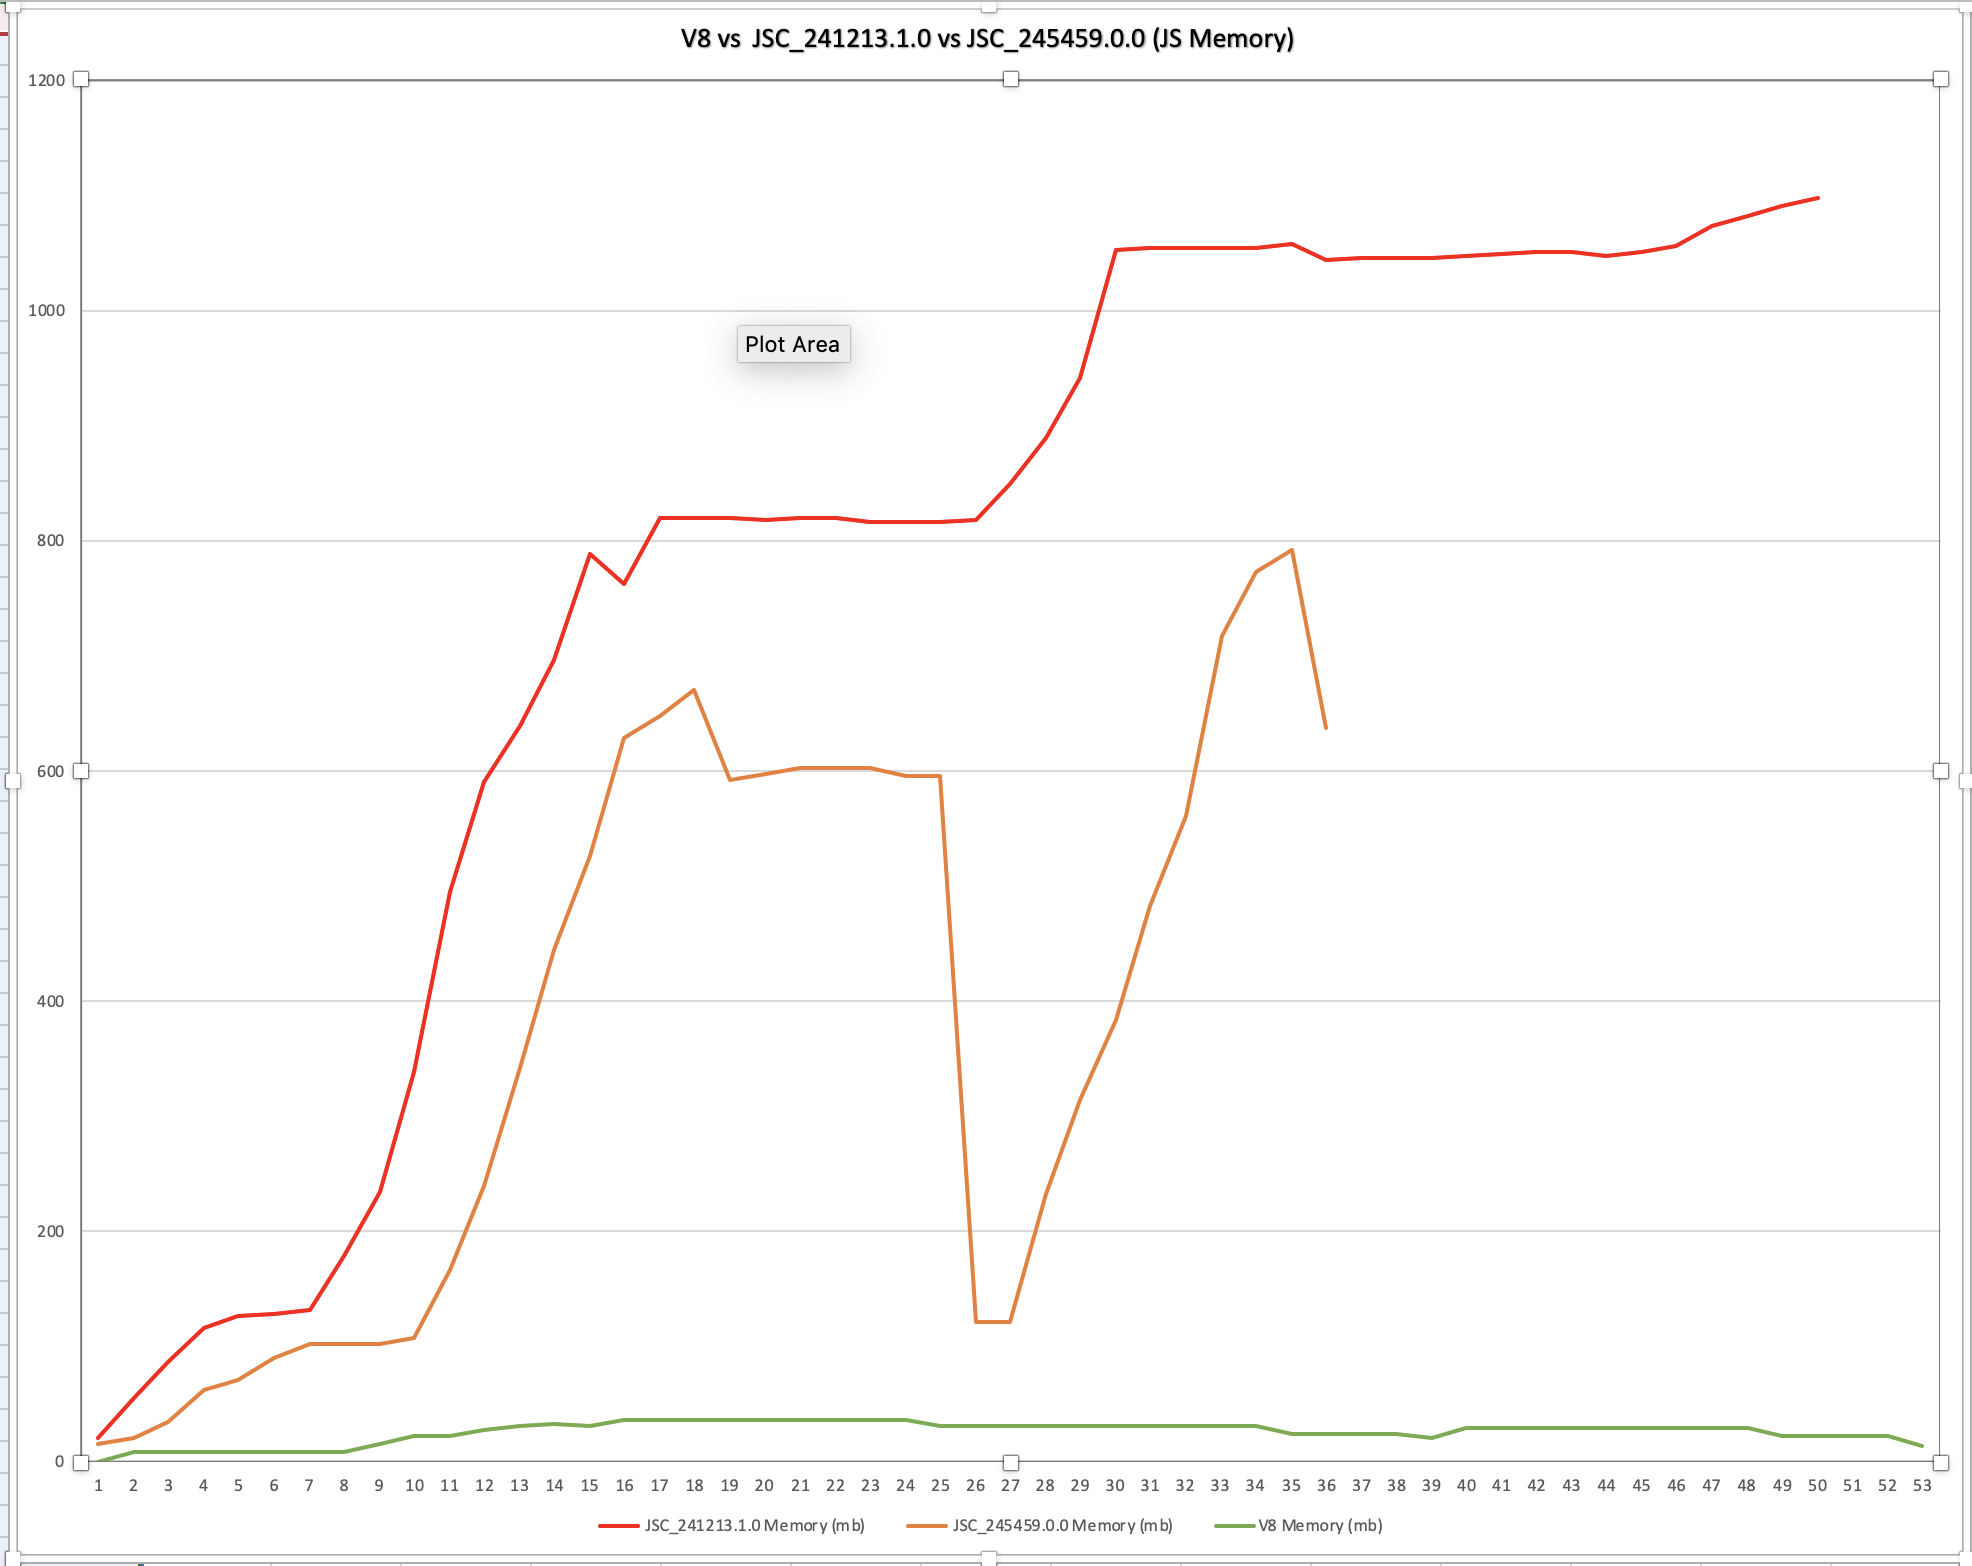 V8 vs JSC_241213.1.0 vs JSC_245459.0.0 (JS Memory)
1200
1000
Plot Area
800
600
400
200
0
1 2 3 4 5 6 7 8 9 10 11 12 13 14 15 16 17 18 19 20 21 22 23 24 25 26 27 28 29 30 31 32 33 34 35 36 37 38 39 40 41 42 43 44 45 46 47 48 49 50 51 52 53
JSC_241213.1.0 Memory (mb) JSC_245459.0.0 Memory (mb) V8 Memory (mb)